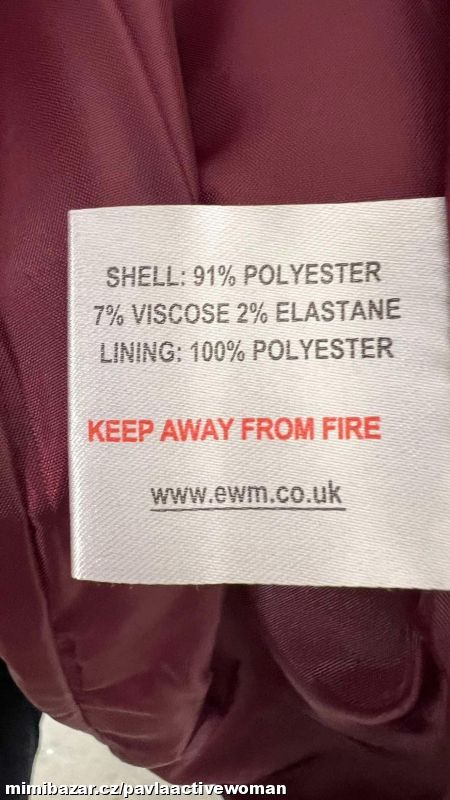 SHELL: 91% POLYESTER
7% VISCOSE 2% ELASTANE
LINING: 100% POLYESTER
KEEP AWAY FROM FIRE
www.ewm.co.uk
mimibazar.cz/pavlaactivewoman